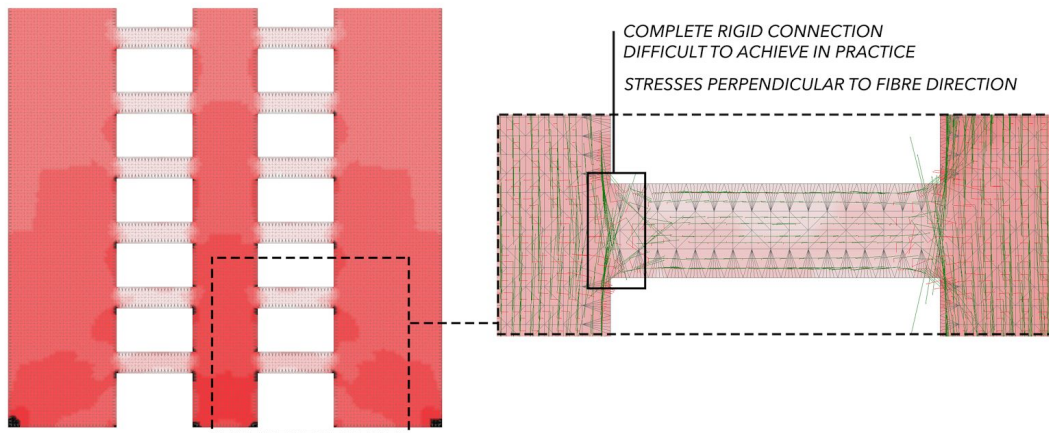 COMPLETE RIGID CONNECTION
DIFFICULT TO ACHIEVE IN PRACTICE
STRESSES PERPENDICULAR TO FIBRE DIRECTION